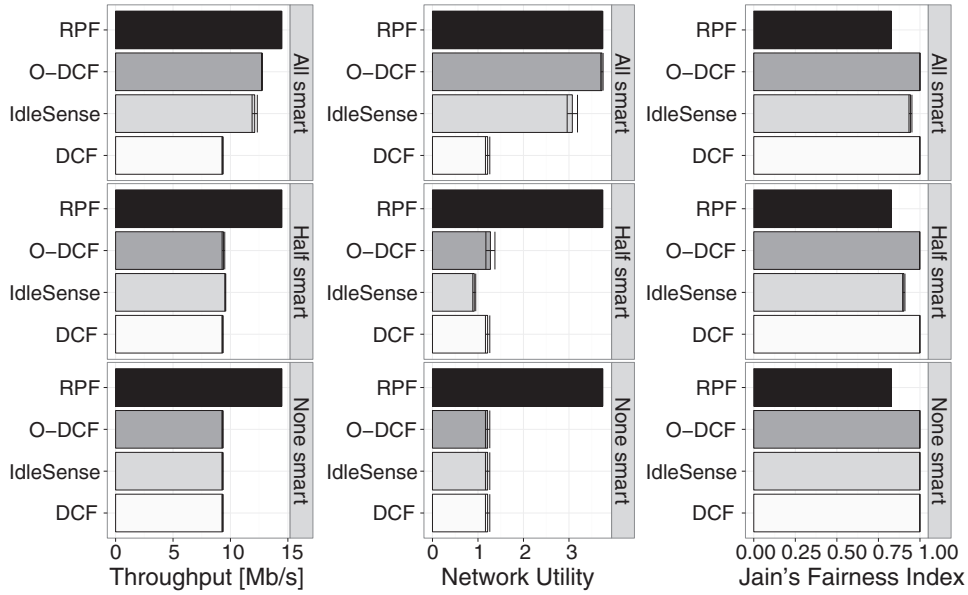 RPF
O−DCF
IdleSense
DCF
All smart
RPF
O−DCF
IdleSense
DCF
Half smart
RPF
O−DCF
IdleSense
DCF
None smart
0 5 10 15
Throughput [Mb/s]
RPF
O−DCF
IdleSense
DCF
All smart
RPF
O−DCF
IdleSense
DCF
Half smart
RPF
O−DCF
IdleSense
DCF
None smart
0 1 2 3
Network Utility
RPF
O−DCF
IdleSense
DCF
All smart
RPF
O−DCF
IdleSense
DCF
Half smart
RPF
O−DCF
IdleSense
DCF
None smart
0.00 0.25 0.50 0.75 1.00
Jain's Fairness Index